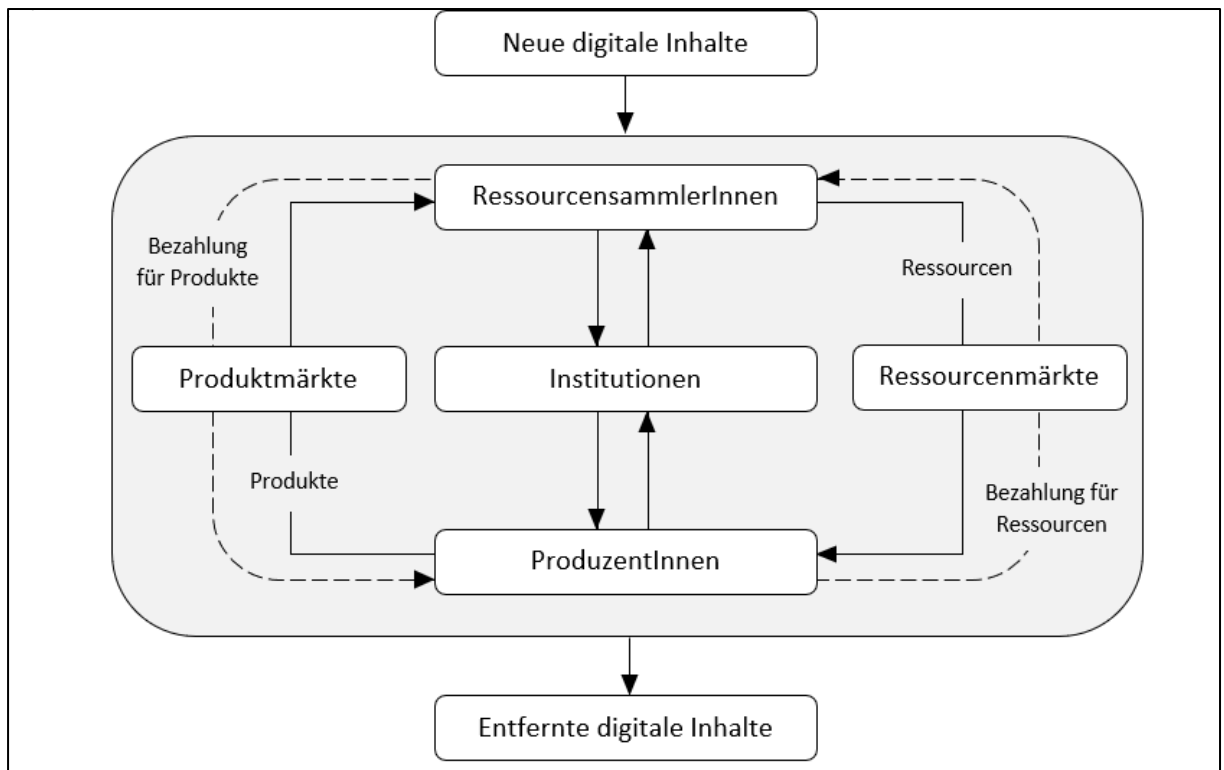 Neue digitale Inhalte
RessourcensammlerInnen
Bezahlung
für Produkte
Ressourcen
Produktmärkte
Institutionen
Ressourcenmärkte
Produkte
Bezahlung für
Ressourcen
ProduzentInnen
Entfernte digitale Inhalte